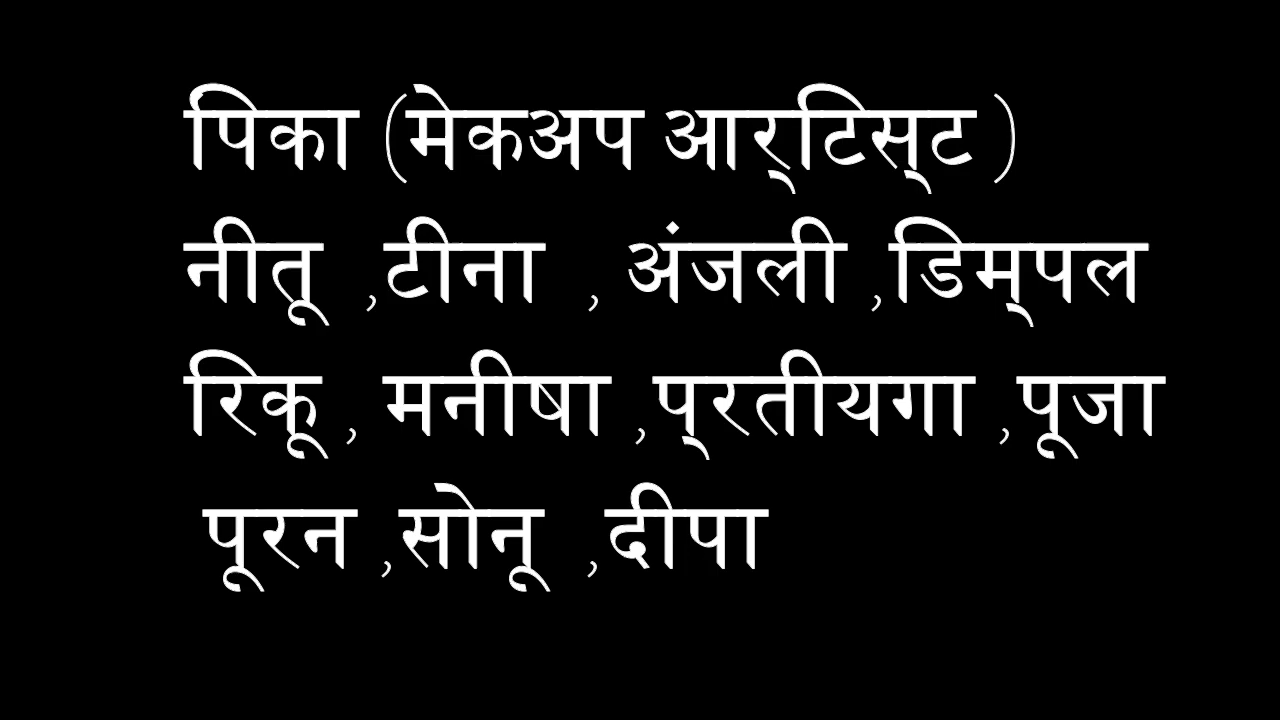 पिका (मेकअप आर्‌टिस्‌ट )
नीतू ,टीना , अंजली ,डिम्‌पल
रिकू , मनीषा ,प्‌रतीयगा ,पूजा
पूरन ,सोनू ,दीपा